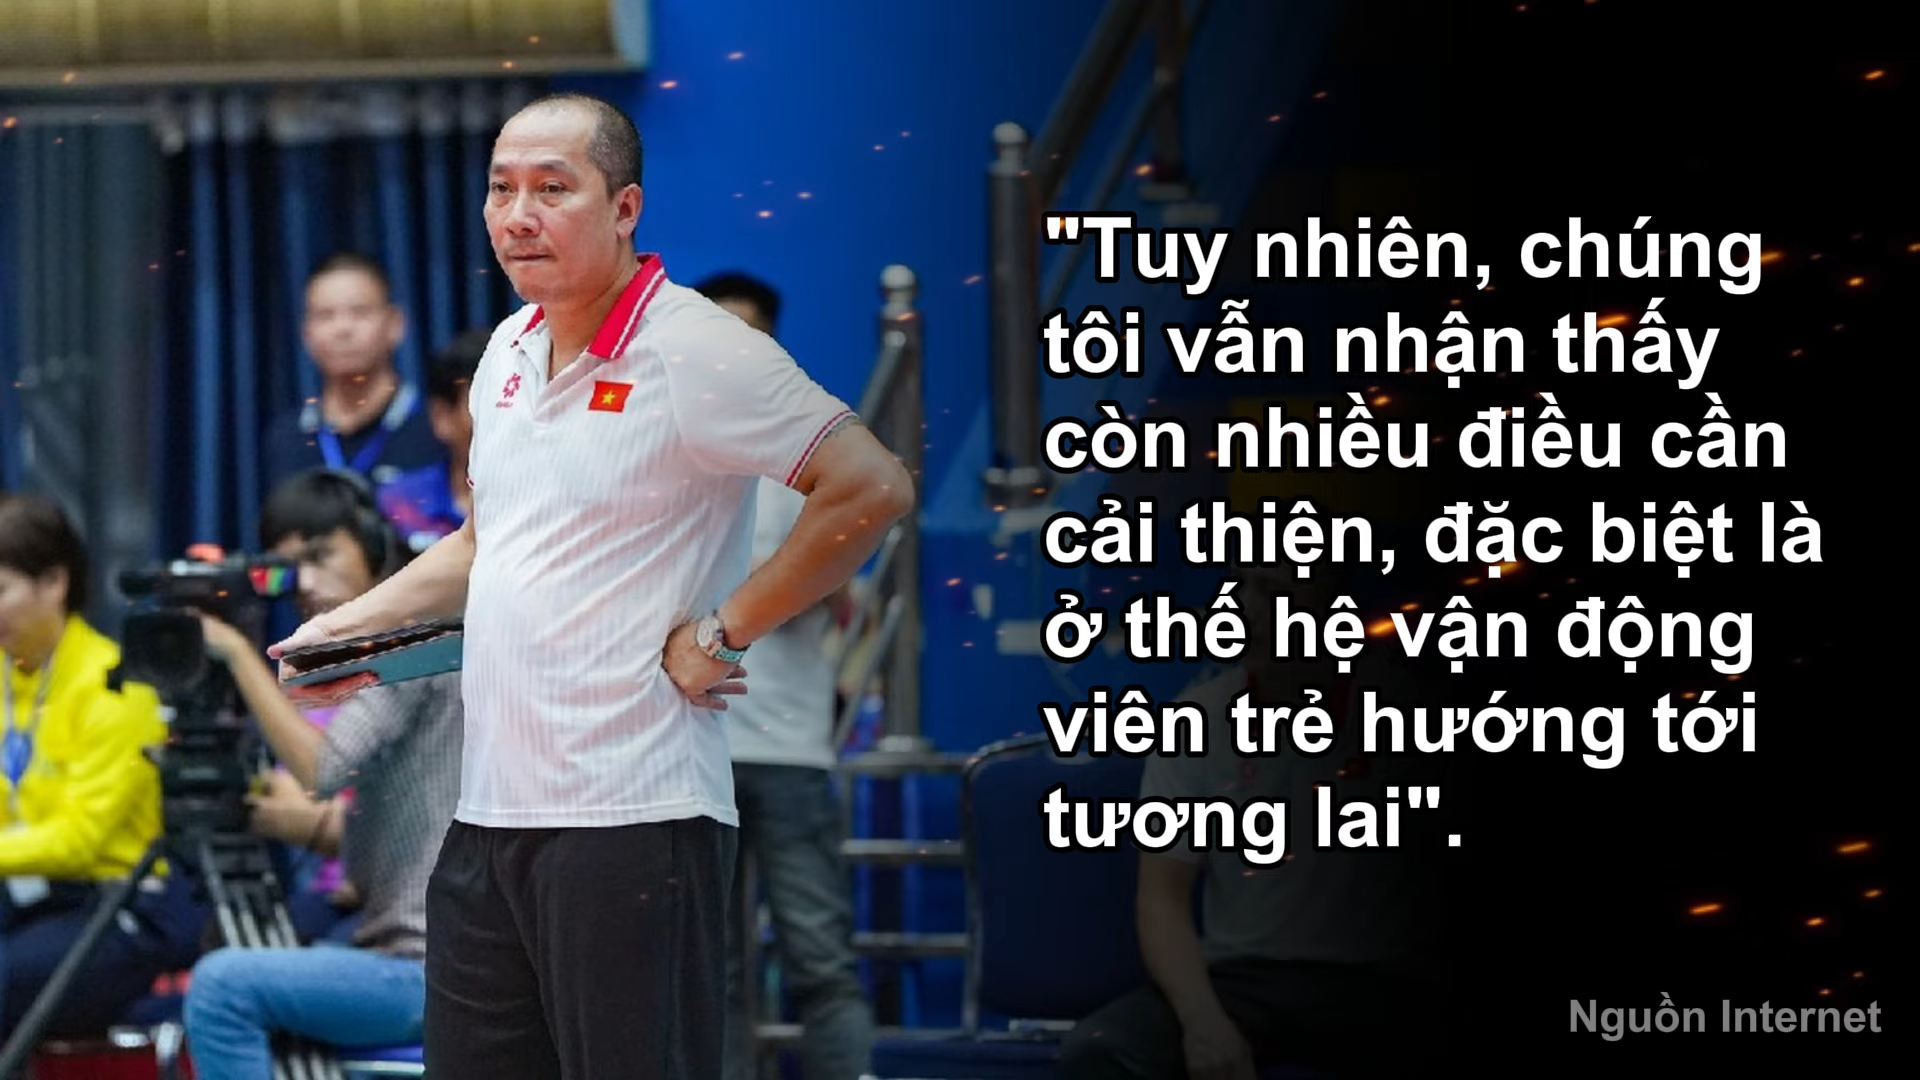 "Tuy nhiên, chúng
tôi vẫn nhận thấy
còn nhiều điều cần
cải thiện, đặc biệt là
ở thế hệ vận động
viên trẻ hướng tới
tương lai".
Nguồn Internet